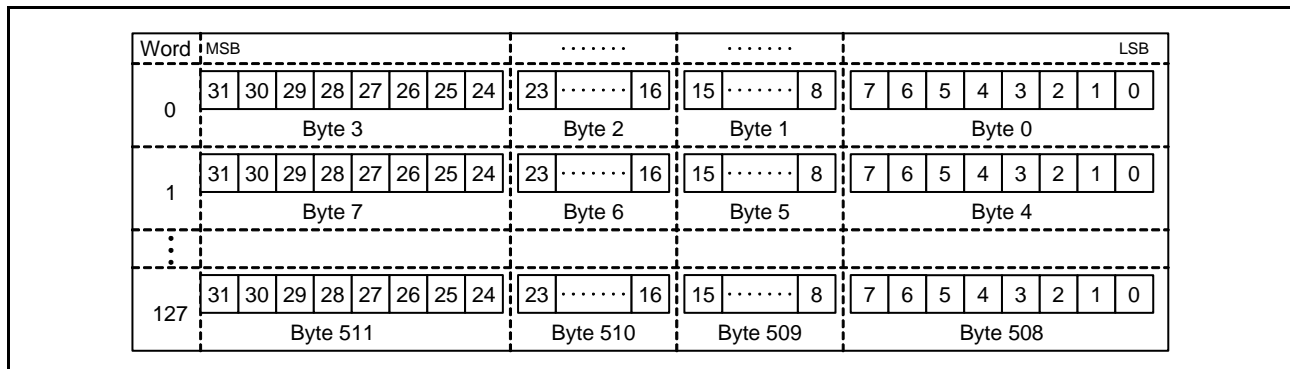 Word MSB ······· ······· LSB
0 31 30 29 28 27 26 25 24 23 ······· 16 15 ······· 8 7 6 5 4 3 2 1 0
Byte 3 Byte 2 Byte 1 Byte 0
1 31 30 29 28 27 26 25 24 23 ······· 16 15 ······· 8 7 6 5 4 3 2 1 0
Byte 7 Byte 6 Byte 5 Byte 4
⋮
127 31 30 29 28 27 26 25 24 23 ······· 16 15 ······· 8 7 6 5 4 3 2 1 0
Byte 511 Byte 510 Byte 509 Byte 508